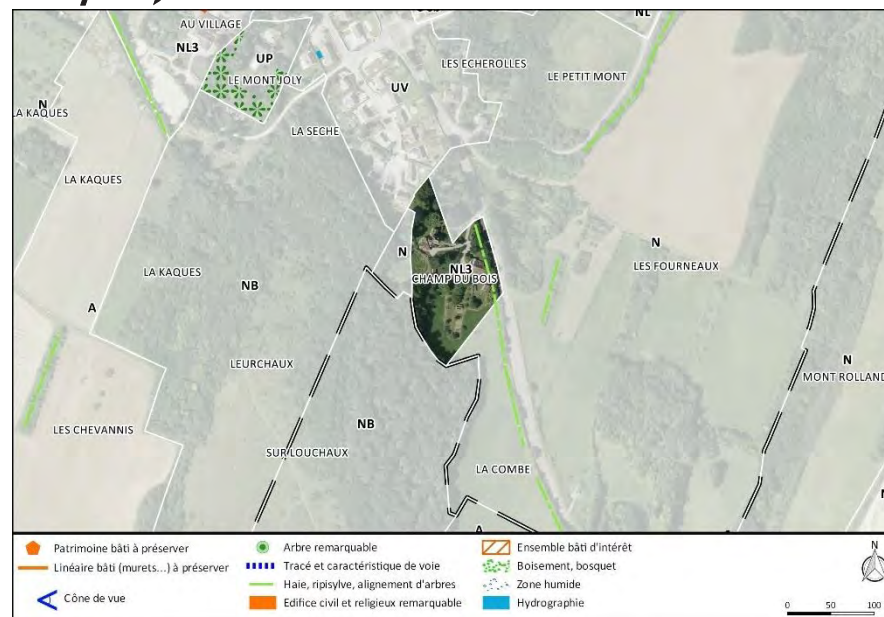 AU VILLAGE
NL3
UP
LE MONT JOLY
NL
LES ECHEROLLES
LE PETIT MONT
UV
N
LA KAQUES
LA SECHE
LA KAQUES
N
N
LES FOURNEAUX
LA KAQUES
NL3
CHAMP DU BOIS
NB
A
LEURCHAUX
N
MONT ROLLAND
LES CHEVANNIS
NB
SUR LOUCHAUX
LA COMBE
A
Patrimoine bâti à préserver
Arbre remarquable
Ensemble bâti d'intérêt
N
Linéaire bâti (murets...) à préserver
Tracé et caractéristique de voie
Boisement, bosquet
Haie, ripisylve, alignement d'arbres
Zone humide
Cône de vue
Edifice civil et religieux remarquable
Hydrographie
0 50 100